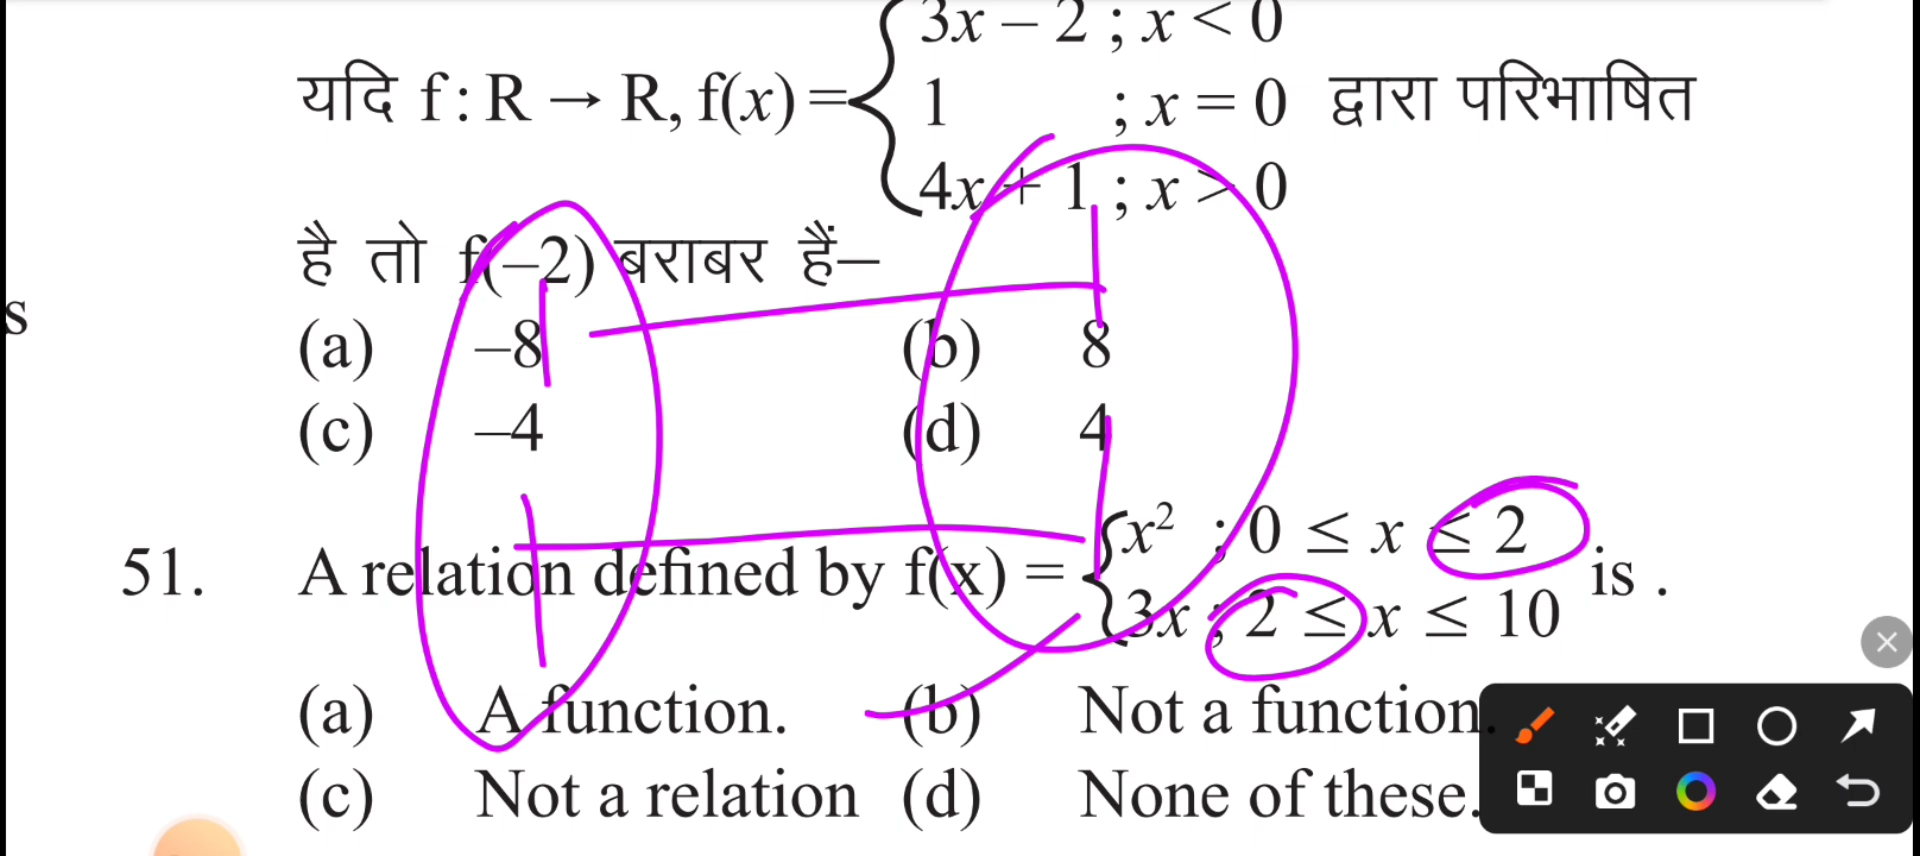 3x – 2 ; x < 0
यदि f : R → R, f(x) = { 1 ; x = 0 द्वारा परिभाषित
4x + 1 ; x > 0
है तो f(–2) बराबर हैं–
s
(a) –8 (b) 8
(c) –4 (d) 4
x² ; 0 ≤ x ≤ 2
51. A relation defined by f(x) = { is .
3x ; 2 ≤ x ≤ 10
(a) A function. (b) Not a function.
(c) Not a relation (d) None of these.